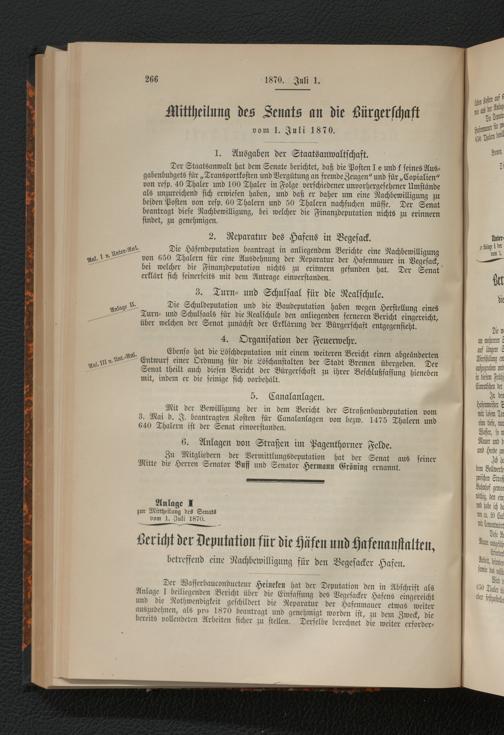 266
1870. Juli 1.
Mittheilung des Senats an die Bürgerschaft
vom 1. Juli 1870.
1. Ausgaben der Staatsanwaltschaft.
Der Staatsanwalt hat dem Senate berichtet, daß die Posten I e und f seines Aus-
gabenbudgets für „Transportkosten und Vergütung an fremde Zeugen“ und für „Copialien“
von resp. 40 Thaler und 100 Thaler in Folge verschiedener unvorhergesehener Umstände
als unzureichend sich erwiesen haben, und daß er daher um eine Nachbewilligung zu
beiden Posten von resp. 60 Thalern und 50 Thalern nachsuchen müsse. Der Senat
beantragt diese Nachbewilligung, bei welcher die Finanzdeputation nichts zu erinnern
findet, zu genehmigen.
2. Reparatur des Hafens in Vegesack.
Anl. I u. Unter-Anl.
Die Häfendeputation beantragt in anliegendem Berichte eine Nachbewilligung
von 650 Thalern für eine Ausdehnung der Reparatur der Hafenmauer in Vegesack,
bei welcher die Finanzdeputation nichts zu erinnern gefunden hat. Der Senat
erklärt sich seinerseits mit dem Antrage einverstanden.
3. Turn- und Schulsaal für die Realschule.
Anlage II.
Die Schuldeputation und die Baudeputation haben wegen Herstellung eines
Turn- und Schulsaals für die Realschule den anliegenden ferneren Bericht eingereicht,
über welchen der Senat zunächst der Erklärung der Bürgerschaft entgegensieht.
4. Organisation der Feuerwehr.
Anl. III u. Unt.-Anl.
Ebenso hat die Löschdeputation mit einem weiteren Bericht einen abgeänderten
Entwurf einer Ordnung für die Löschanstalten der Stadt Bremen übergeben. Der
Senat theilt auch diesen Bericht der Bürgerschaft zu ihrer Beschlußfassung hieneben
mit, indem er die seinige sich vorbehält.
5. Canalanlagen.
Mit der Bewilligung der in dem Bericht der Straßenbaudeputation vom
3. Mai d. J. beantragten Kosten für Canalanlagen von bezw. 1475 Thalern und
640 Thalern ist der Senat einverstanden.
6. Anlagen von Straßen im Pagenthorner Felde.
Zu Mitgliedern der Vermittlungsdeputation hat der Senat aus seiner
Mitte die Herren Senator Buff und Senator Hermann Gröning ernannt.
Anlage I
zur Mittheilung des Senats
vom 1. Juli 1870.
Bericht der Deputation für die Häfen und Hafenanstalten,
betreffend eine Nachbewilligung für den Vegesacker Hafen.
Der Wasserbauconducteur Heineken hat der Deputation den in Abschrift als
Anlage 1 beiliegenden Bericht über die Einfassung des Vegesacker Hafens eingereicht
und die Nothwendigkeit geschildert die Reparatur der Hafenmauer etwas weiter
auszudehnen, als pro 1870 beantragt und genehmigt worden ist, zu dem Zweck, die
bereits vollendeten Arbeiten sicher zu stellen. Derselbe berechnet die weiter erforder-